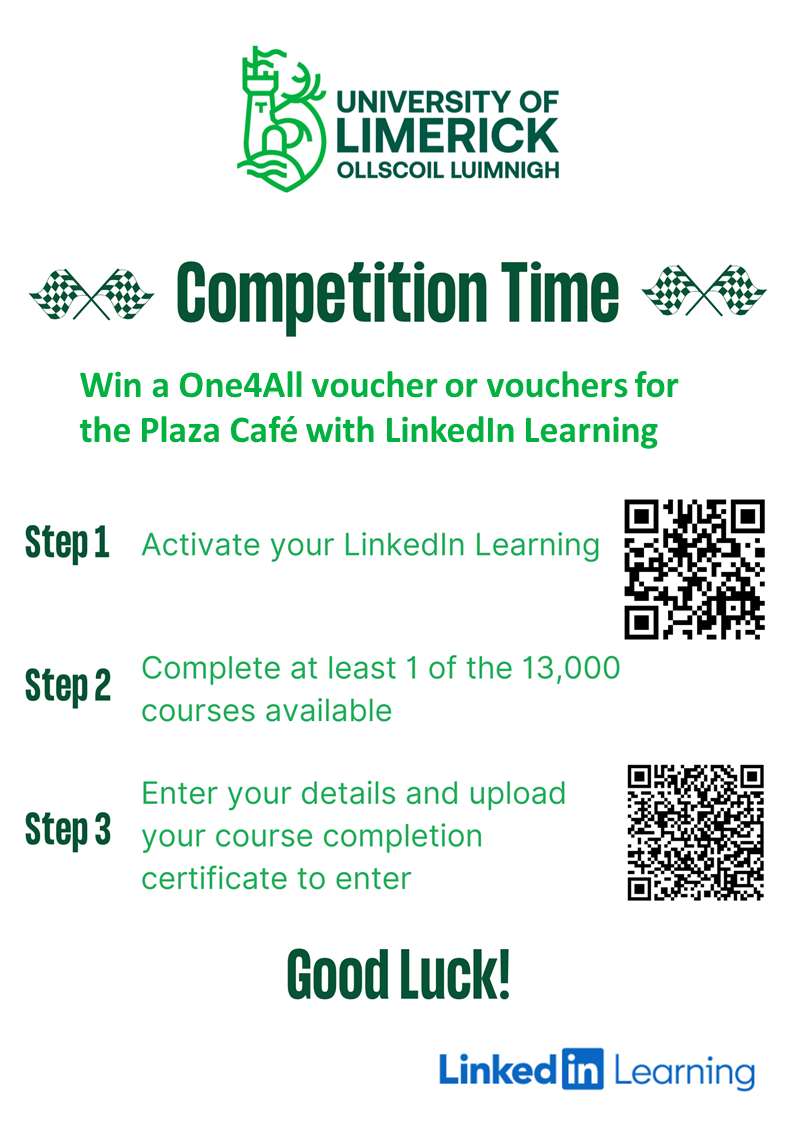 UNIVERSITY OF
LIMERICK
OLLSCOIL LUIMNIGH
Competition Time
Win a One4All voucher or vouchers for
the Plaza Café with LinkedIn Learning
Step 1
Activate your LinkedIn Learning
Step 2
Complete at least 1 of the 13,000
courses available
Step 3
Enter your details and upload
your course completion
certificate to enter
Good Luck!
LinkedIn Learning